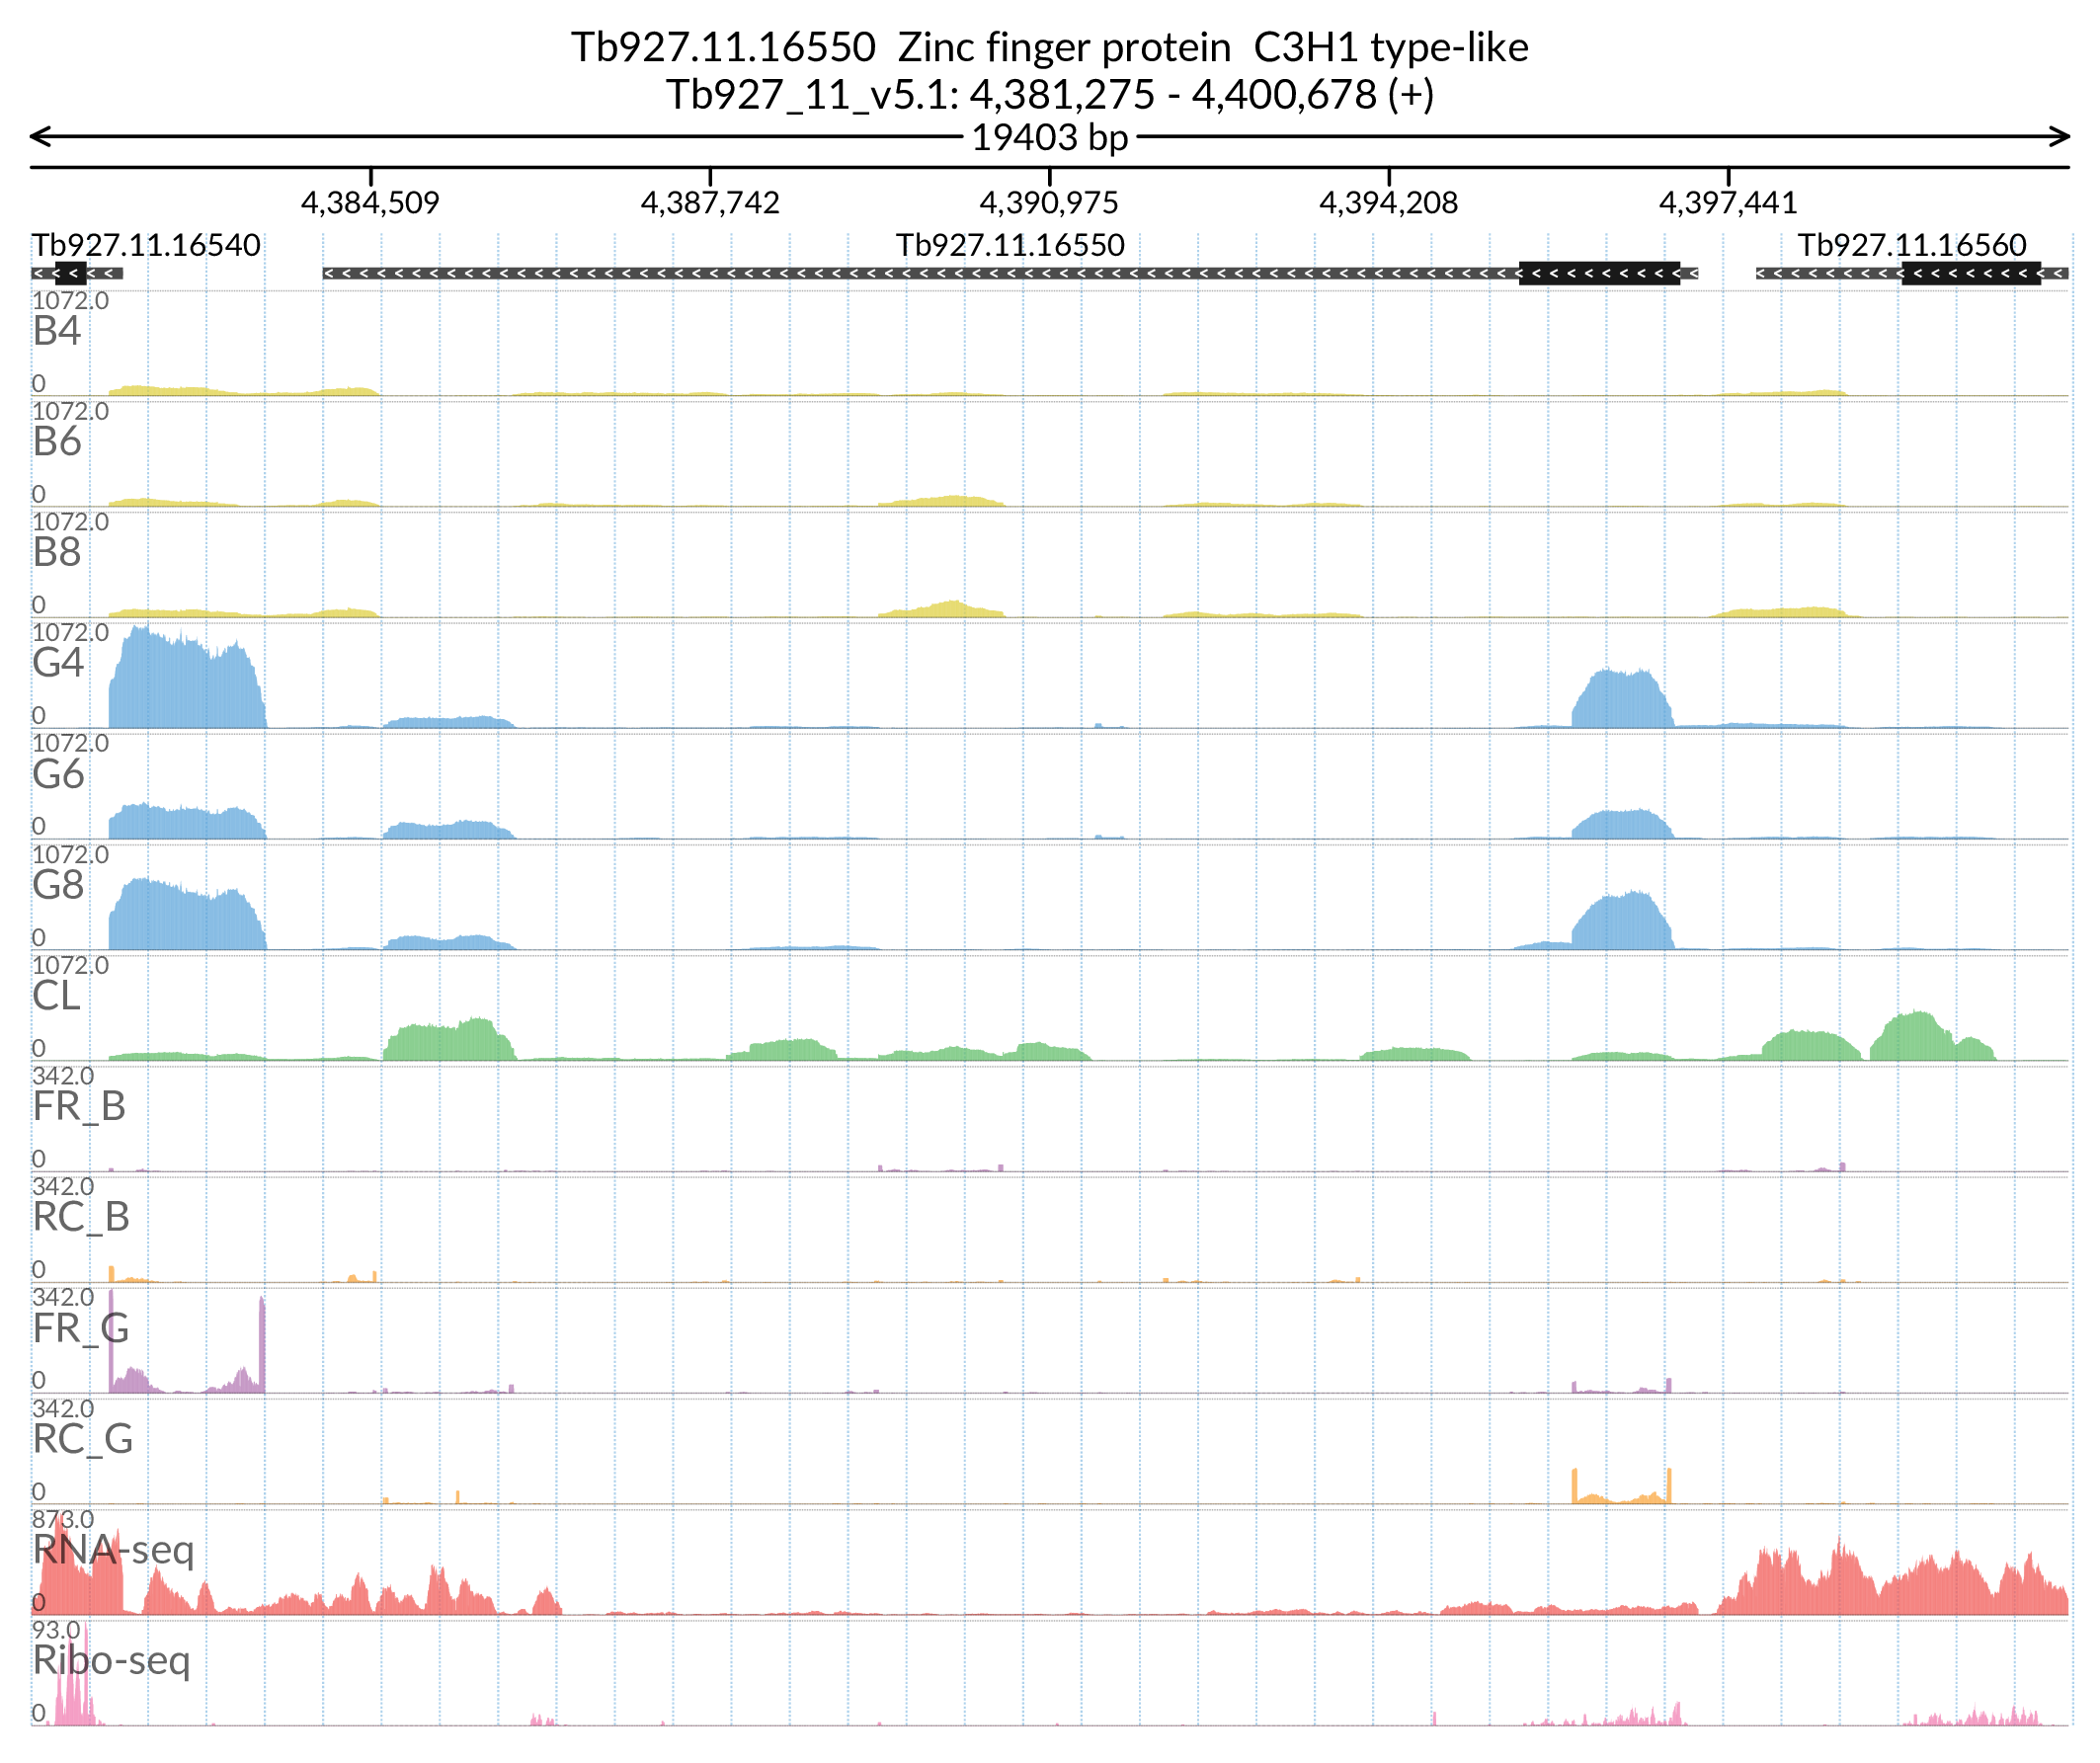 Tb927.11.16550  Zinc finger protein  C3H1 type-like
Tb927_11_v5.1: 4,381,275 - 4,400,678 (+)
19403 bp
4,384,509 4,387,742 4,390,975 4,394,208 4,397,441
Tb927.11.16540 Tb927.11.16550 Tb927.11.16560
1072.0
B4
0
1072.0
B6
0
1072.0
B8
0
1072.0
G4
0
1072.0
G6
0
1072.0
G8
0
1072.0
CL
0
342.0
FR_B
0
342.0
RC_B
0
342.0
FR_G
0
342.0
RC_G
0
873.0
RNA-seq
0
93.0
Ribo-seq
0